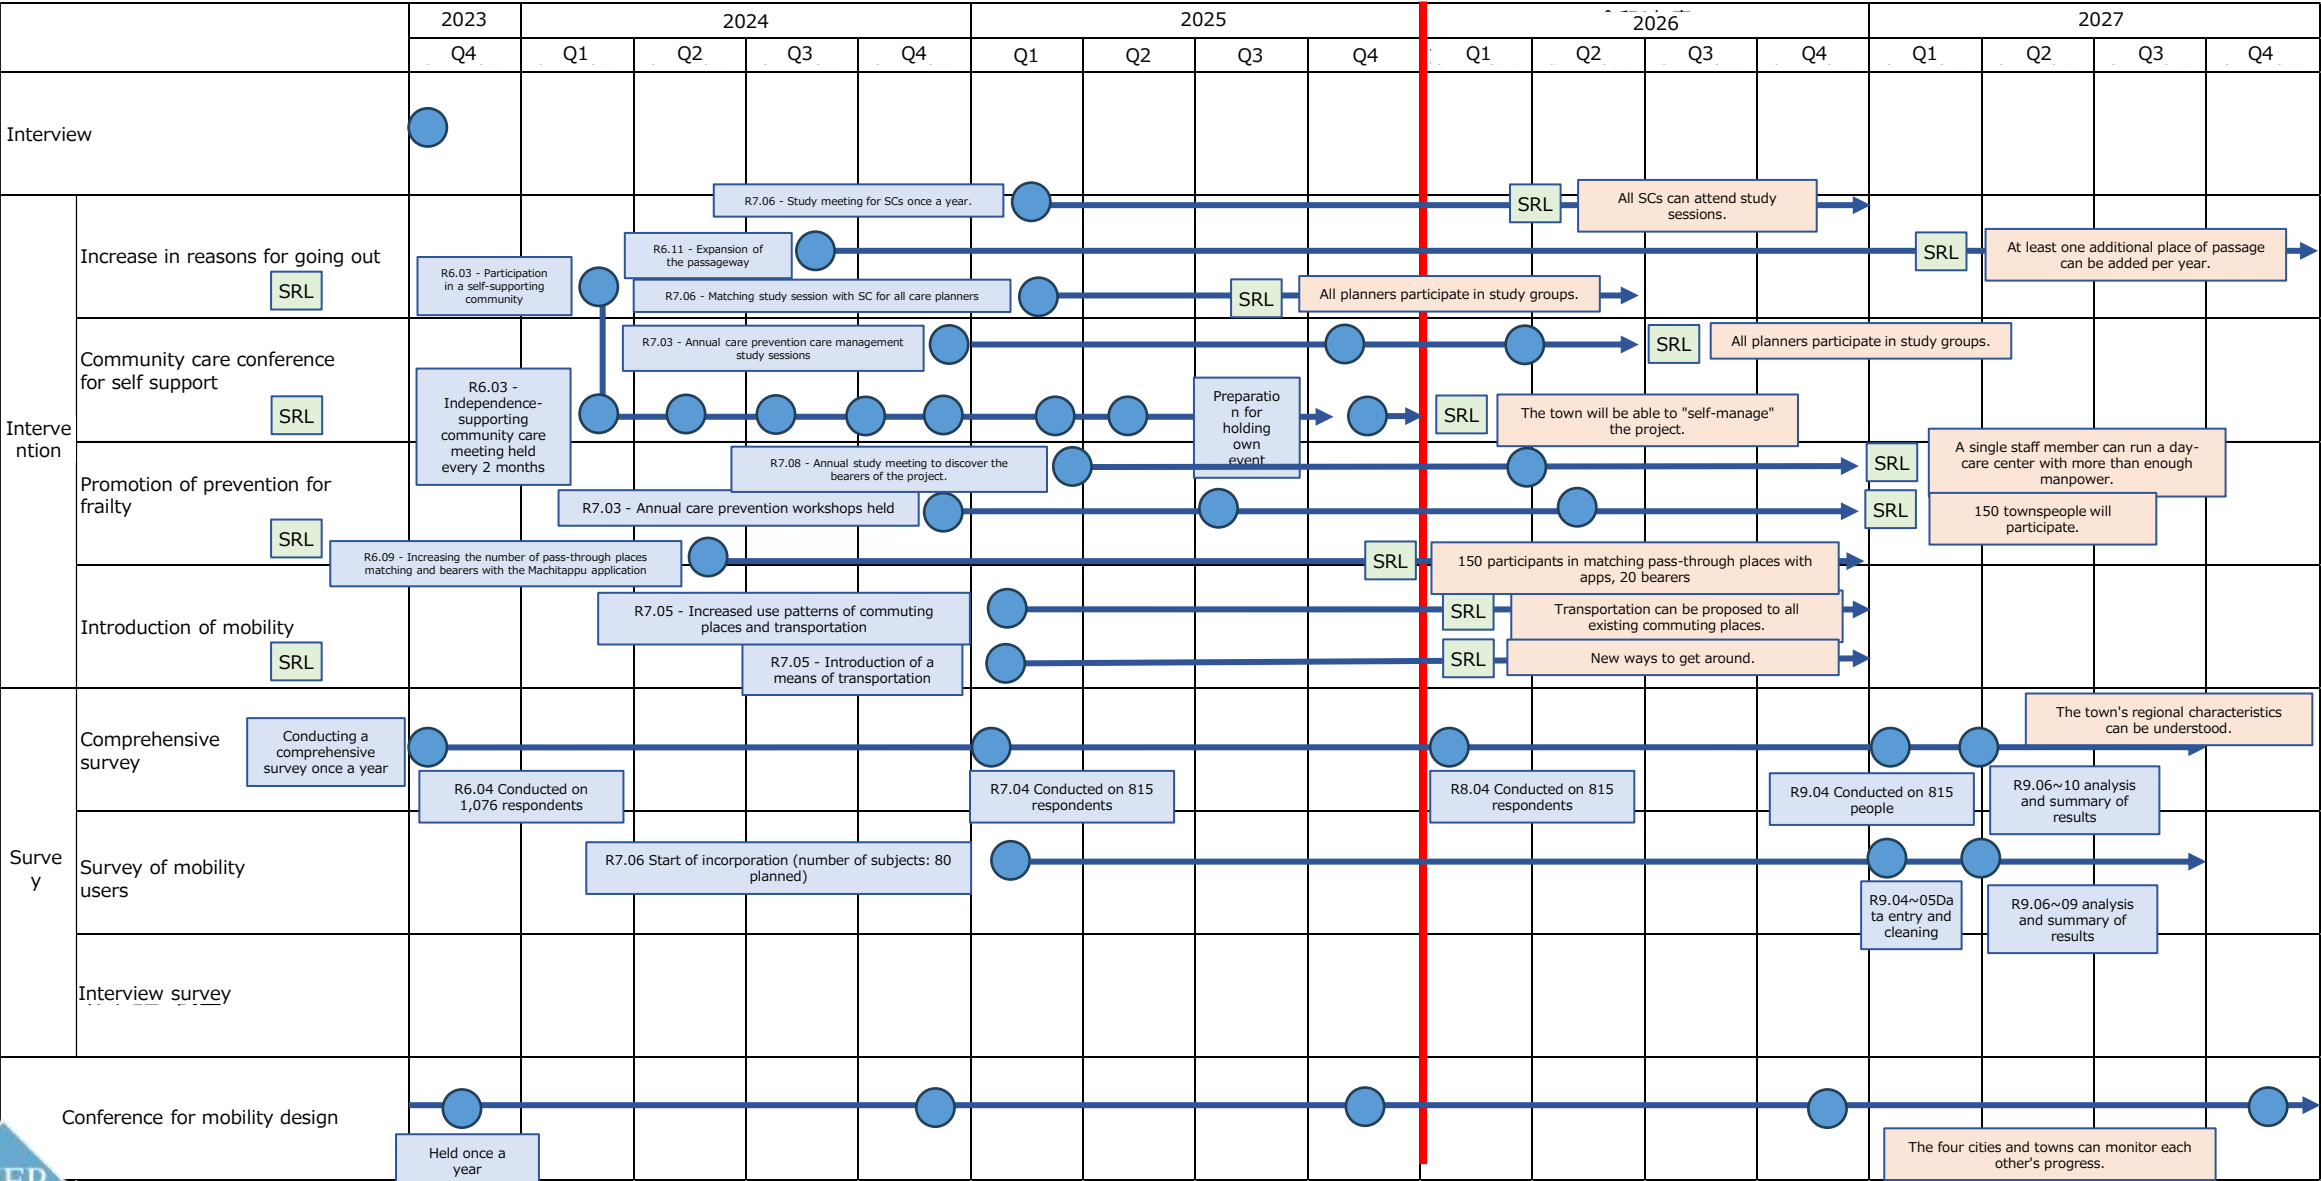 2023
2024
2025
2026
2027
Q4
Q1
Q2
Q3
Q4
Q1
Q2
Q3
Q4
Q1
Q2
Q3
Q4
Q1
Q2
Q3
Q4
Interview
Interve
ntion
Increase in reasons for going out
SRL
R7.06 - Study meeting for SCs once a year.
SRL
All SCs can attend study
sessions.
R6.11 - Expansion of
the passageway
SRL
At least one additional place of passage
can be added per year.
R6.03 - Participation
in a self-supporting
community
R7.06 - Matching study session with SC for all care planners
SRL
All planners participate in study groups.
Community care conference
for self support
SRL
R7.03 - Annual care prevention care management
study sessions
SRL
All planners participate in study groups.
R6.03 -
Independence-
supporting
community care
meeting held
every 2 months
Preparatio
n for
holding
own
event
SRL
The town will be able to "self-manage"
the project.
Promotion of prevention for
frailty
SRL
R7.08 - Annual study meeting to discover the
bearers of the project.
SRL
A single staff member can run a day-
care center with more than enough
manpower.
R7.03 - Annual care prevention workshops held
SRL
150 townspeople will
participate.
R6.09 - Increasing the number of pass-through places
matching and bearers with the Machitappu application
SRL
150 participants in matching pass-through places with
apps, 20 bearers
Introduction of mobility
SRL
R7.05 - Increased use patterns of commuting
places and transportation
SRL
Transportation can be proposed to all
existing commuting places.
R7.05 - Introduction of a
means of transportation
SRL
New ways to get around.
Surve
y
Comprehensive
survey
Conducting a
comprehensive
survey once a year
The town's regional characteristics
can be understood.
R6.04 Conducted on
1,076 respondents
R7.04 Conducted on 815
respondents
R8.04 Conducted on 815
respondents
R9.04 Conducted on 815
people
R9.06~10 analysis
and summary of
results
Survey of mobility
users
R7.06 Start of incorporation (number of subjects: 80
planned)
R9.04~05Da
ta entry and
cleaning
R9.06~09 analysis
and summary of
results
Interview survey
Conference for mobility design
Held once a
year
The four cities and towns can monitor each
other's progress.